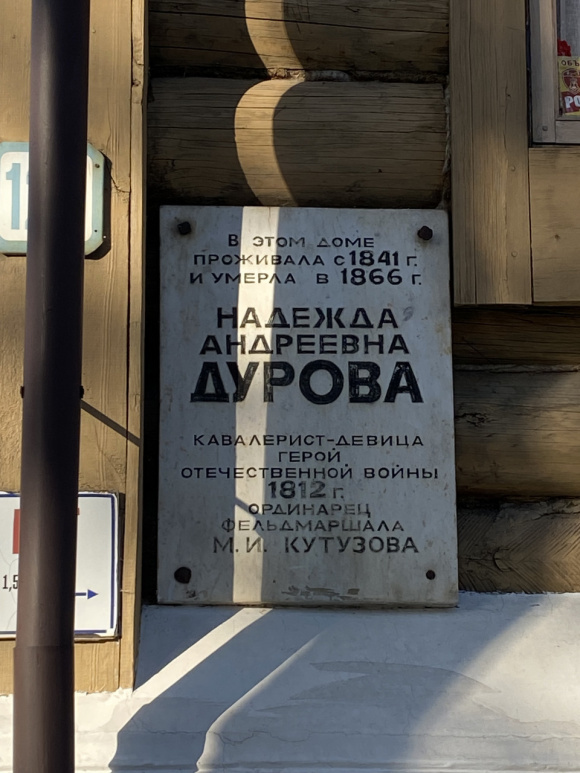 В ЭТОМ ДОМЕ
ПРОЖИВАЛА С 1841 Г.
И УМЕРЛА В 1866 Г.
НАДЕЖДА
АНДРЕЕВНА
ДУРОВА
КАВАЛЕРИСТ-ДЕВИЦА
ГЕРОЙ
ОТЕЧЕСТВЕННОЙ ВОЙНЫ
1812 Г.
ОРДИНАРЕЦ
ФЕЛЬДМАРШАЛА
М. И. КУТУЗОВА